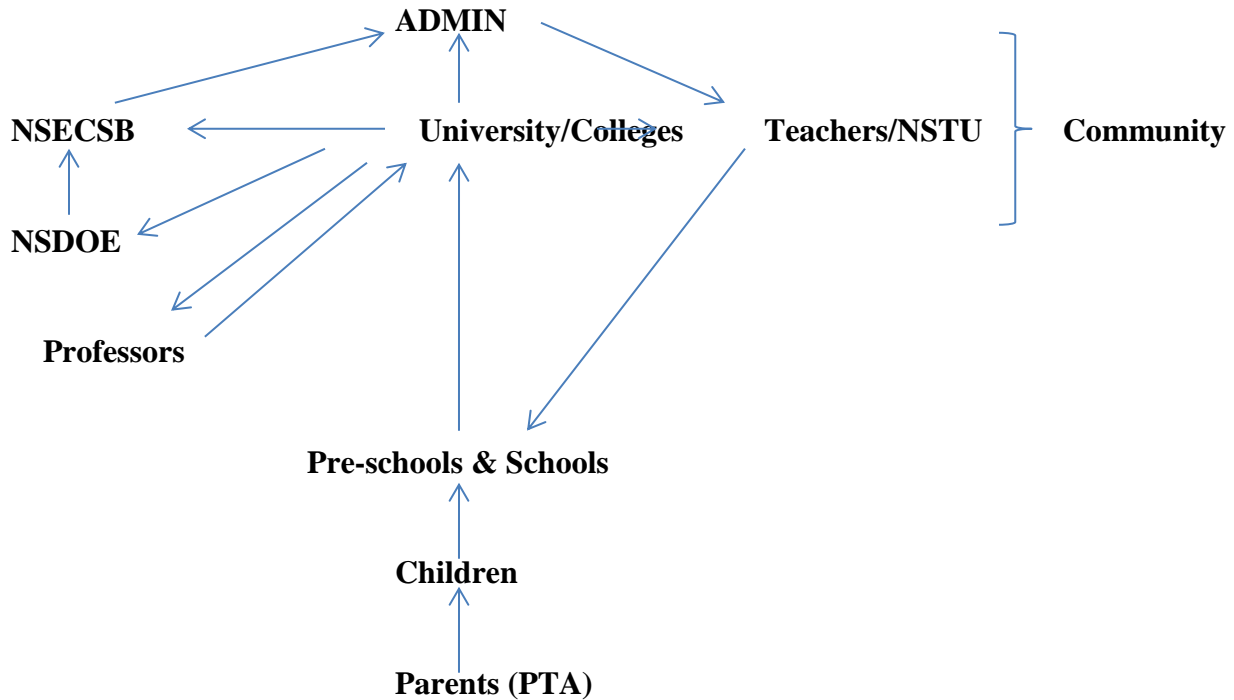 ADMIN
NSECSB University/Colleges Teachers/NSTU Community
NSDOE
Professors
Pre-schools & Schools
Children
Parents (PTA)